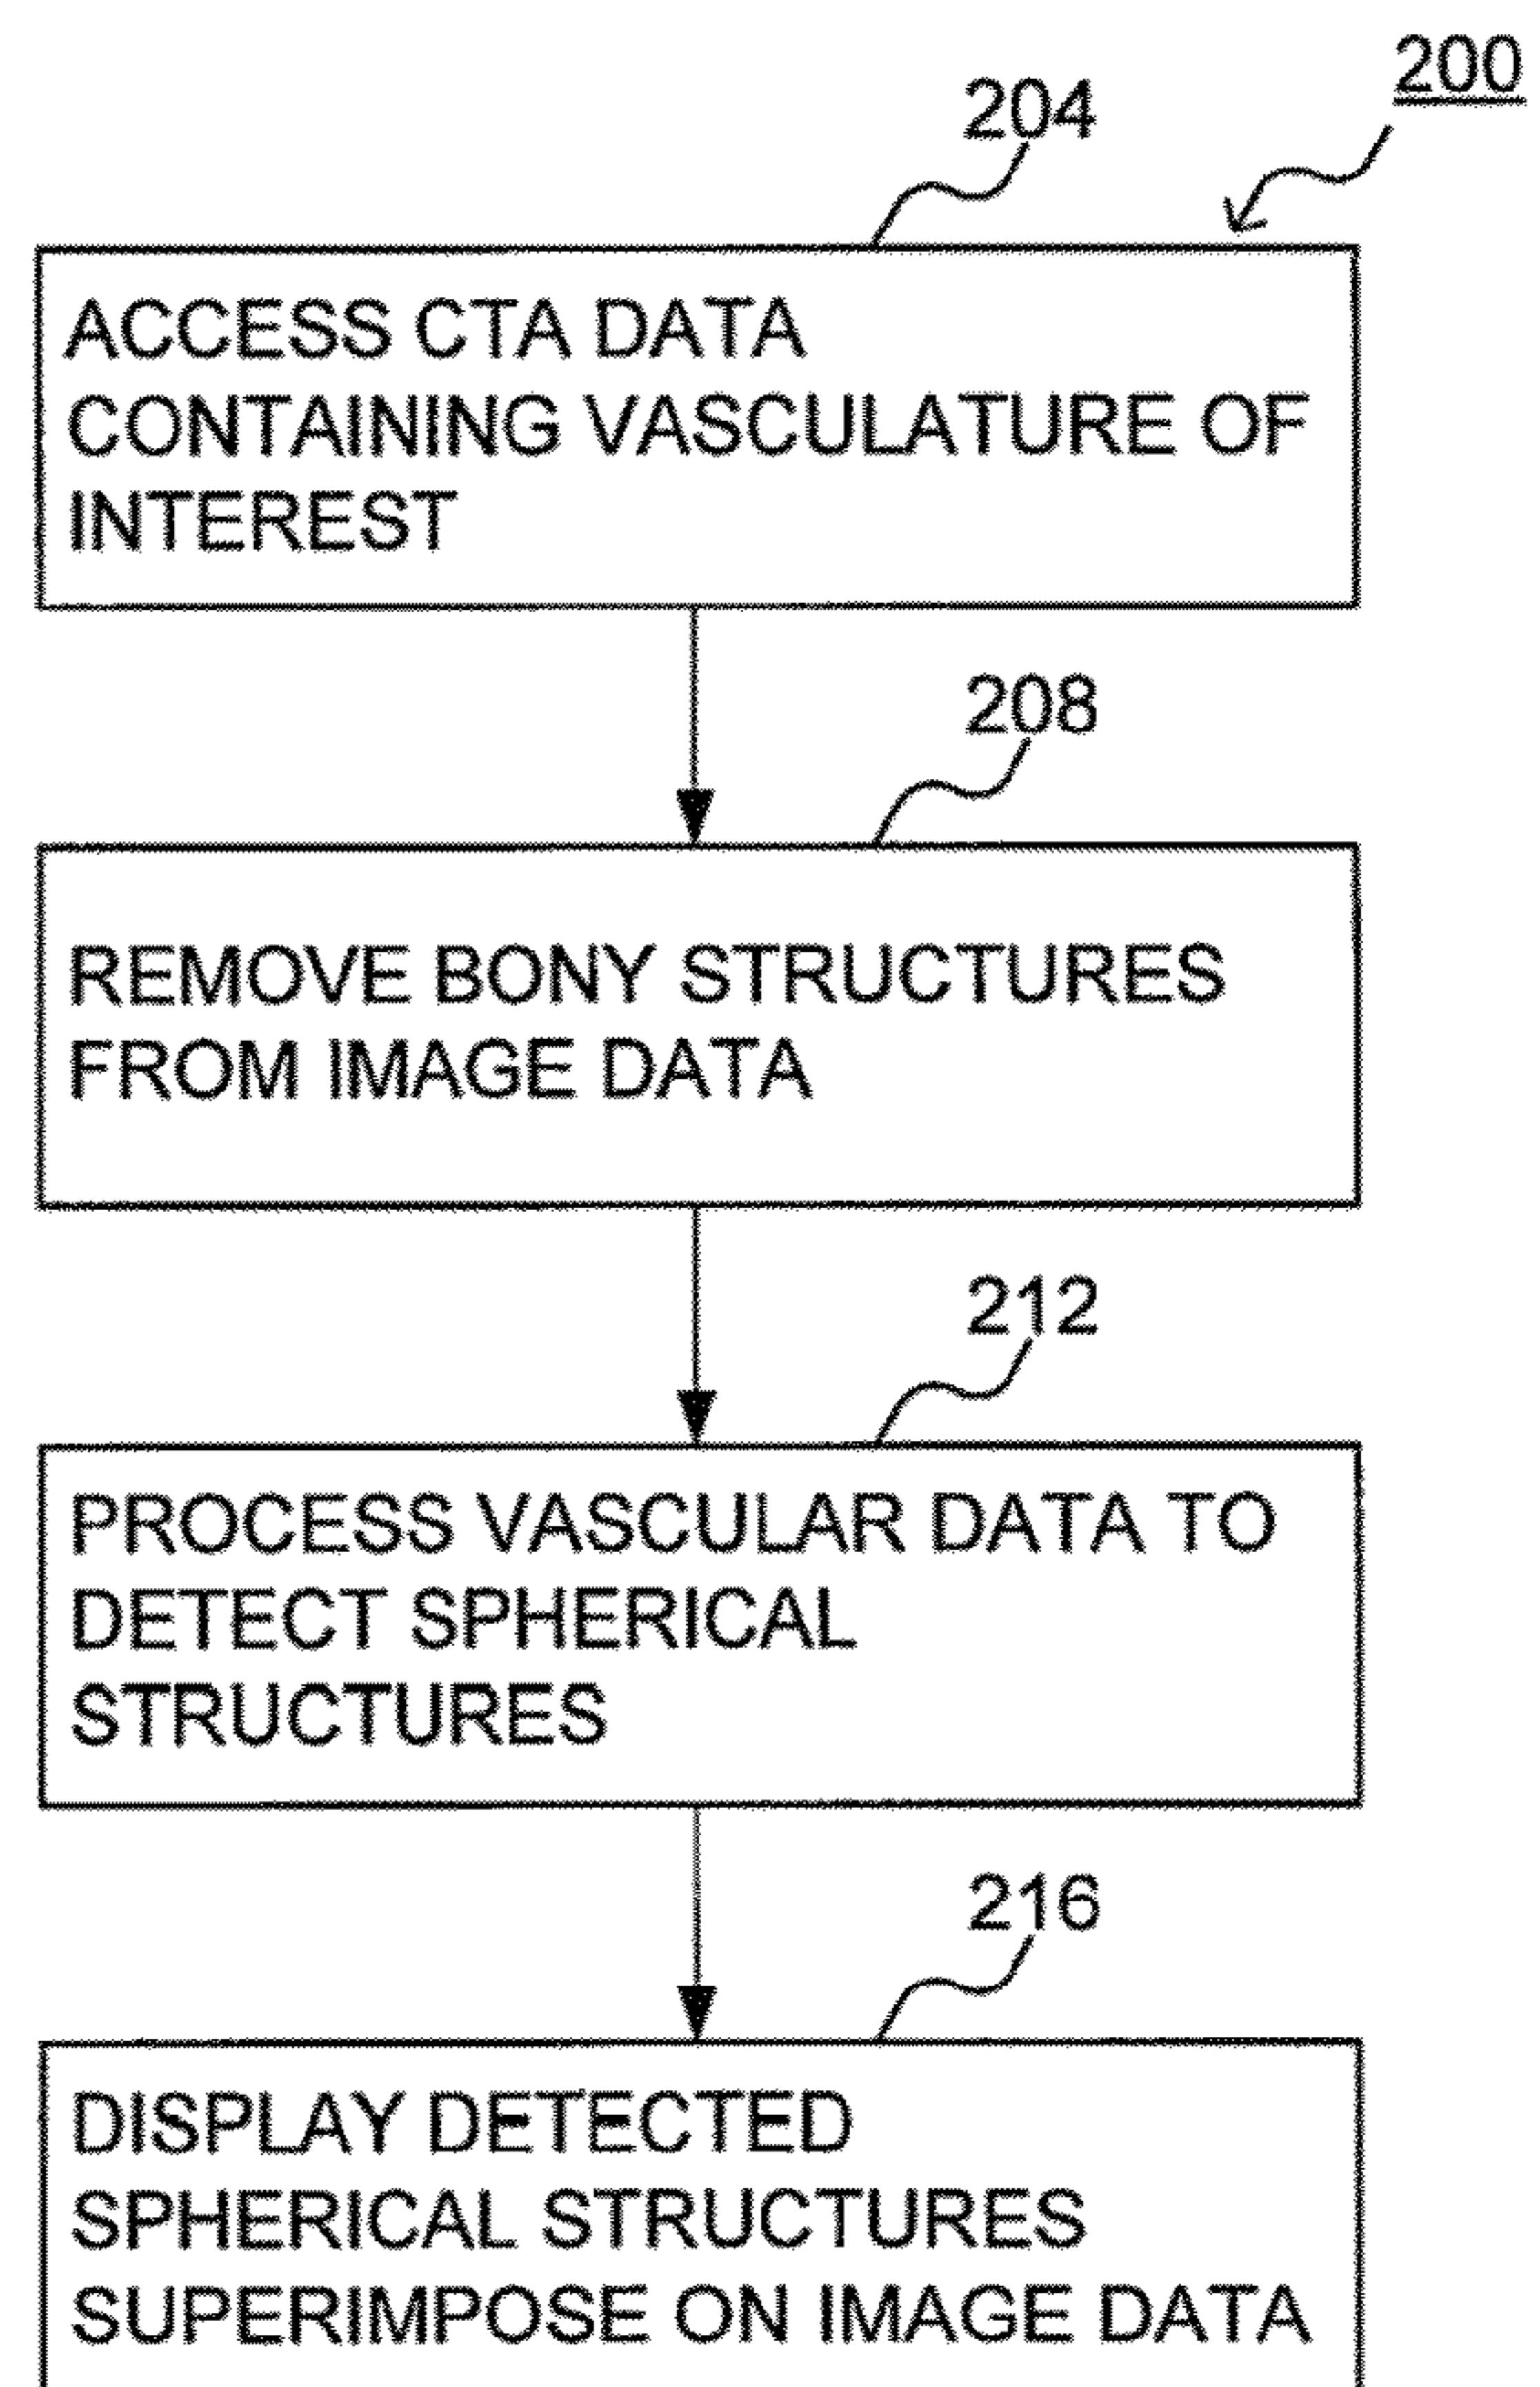 200
204
ACCESS CTA DATA
CONTAINING VASCULATURE OF
INTEREST
208
REMOVE BONY STRUCTURES
FROM IMAGE DATA
212
PROCESS VASCULAR DATA TO
DETECT SPHERICAL
STRUCTURES
216
DISPLAY DETECTED
SPHERICAL STRUCTURES
SUPERIMPOSE ON IMAGE DATA